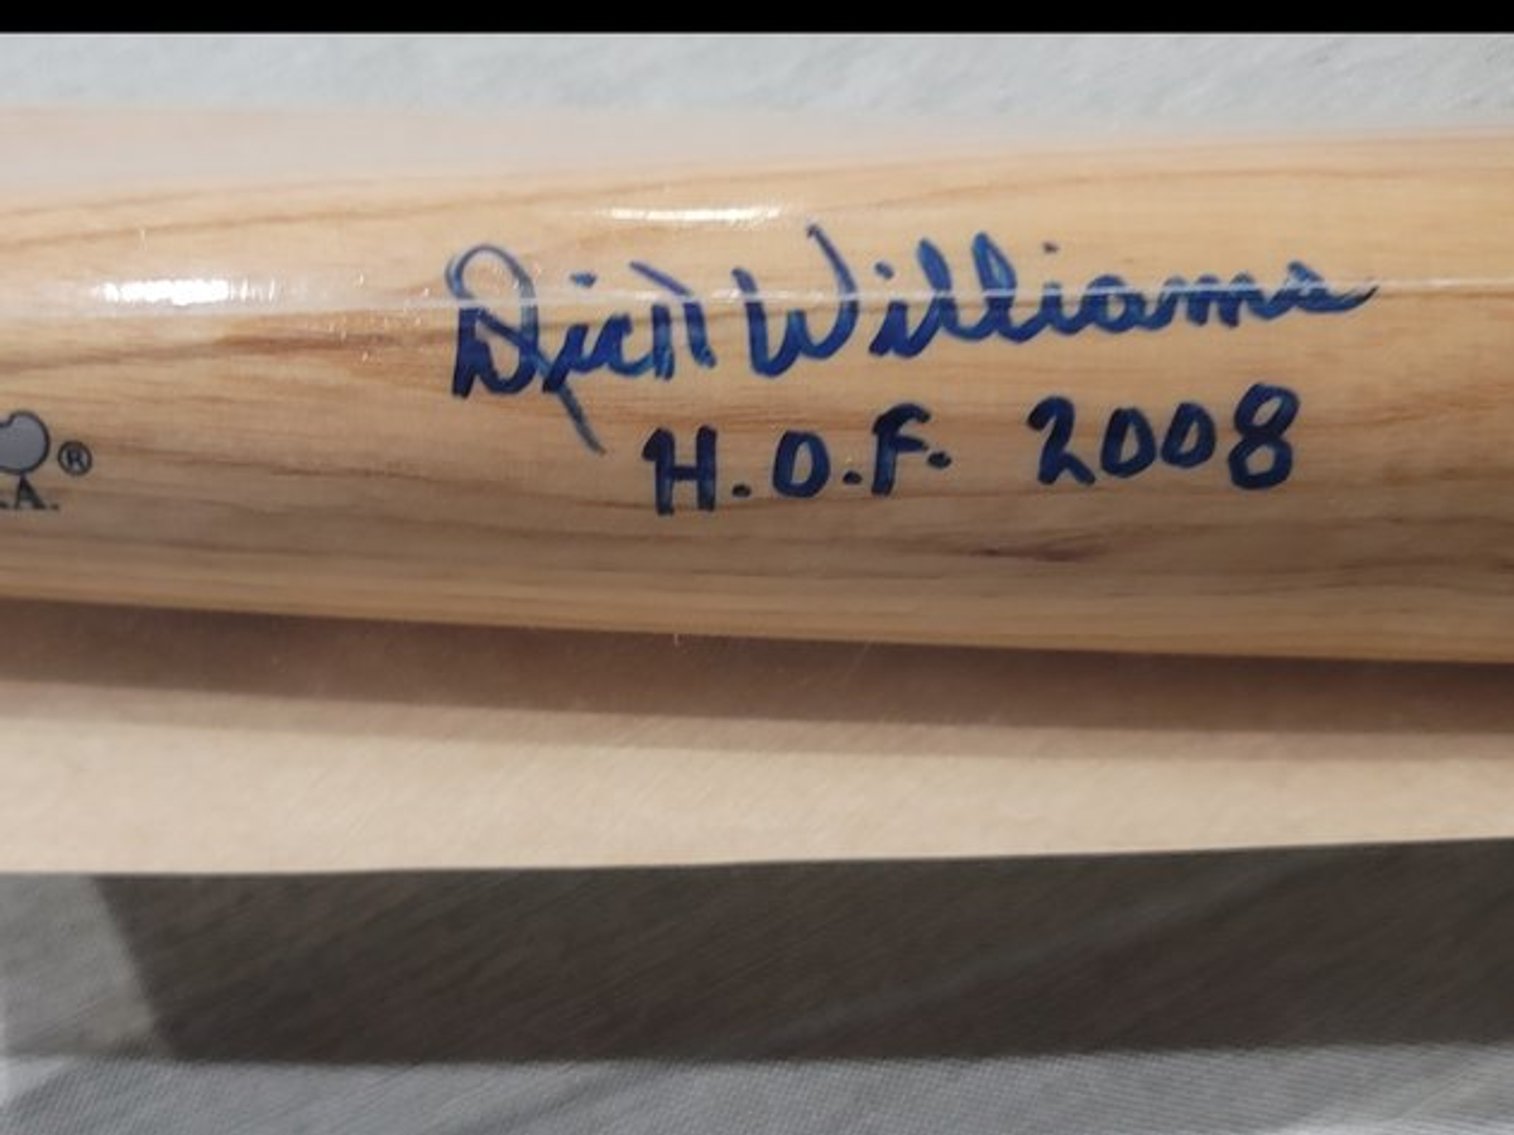 Dick Williams
H.O.F. 2008
®
.A.